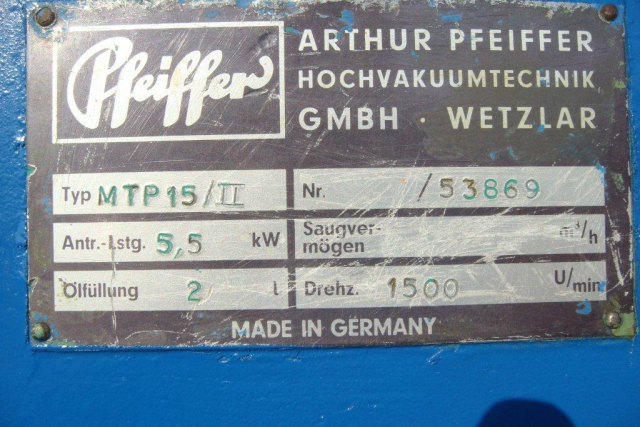 Pfeiffer
ARTHUR PFEIFFER
HOCHVAKUUMTECHNIK
GMBH · WETZLAR
Typ MTP15/II Nr. /53869
Antr.-Lstg. 5,5 kW Saugver-
mögen m³/h
Ölfüllung 2 l Drehz. 1500 U/min
MADE IN GERMANY